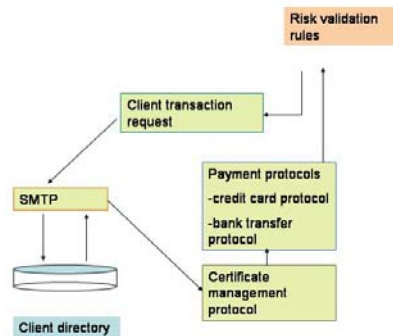 Risk validation
rules
Client transaction
request
Payment protocols
-credit card protocol
-bank transfer
protocol
SMTP
Certificate
management
protocol
Client directory